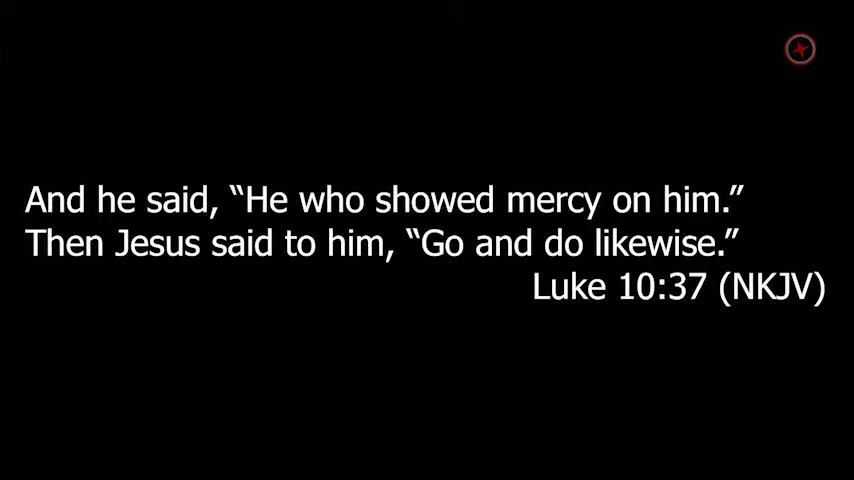 And he said, “He who showed mercy on him.”
Then Jesus said to him, “Go and do likewise.”
Luke 10:37 (NKJV)